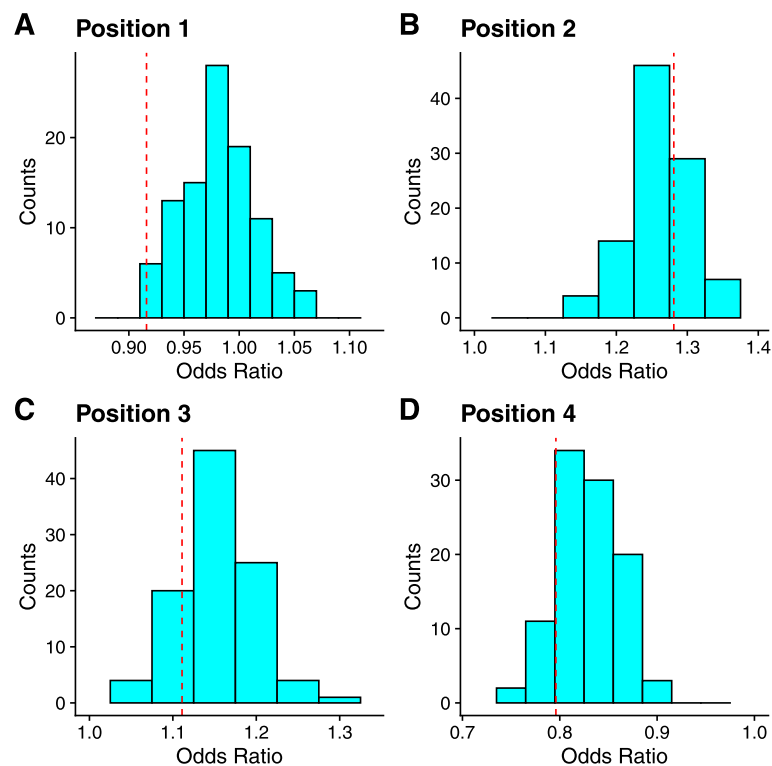 A Position 1
Counts
20
10
0
0.90 0.95 1.00 1.05 1.10
Odds Ratio
B Position 2
Counts
40
30
20
10
0
1.0 1.1 1.2 1.3 1.4
Odds Ratio
C Position 3
Counts
40
30
20
10
0
1.0 1.1 1.2 1.3
Odds Ratio
D Position 4
Counts
30
20
10
0
0.7 0.8 0.9 1.0
Odds Ratio